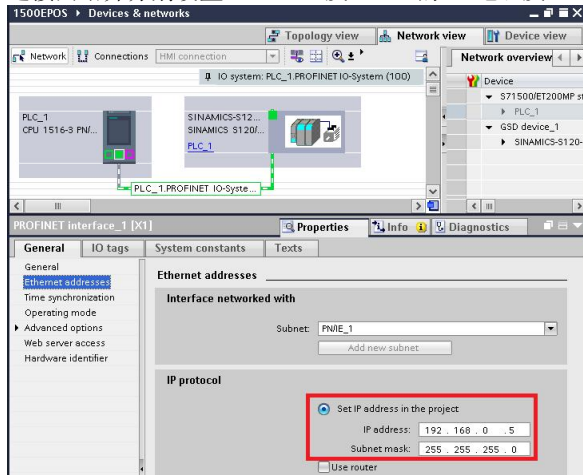 1500EPOS ▸ Devices & networks
Topology view
Network view
Device view
Network
Connections
HMI connection
Network overview
IO system: PLC_1.PROFINET IO-System (100)
Device
S71500/ET200MP st
PLC_1
GSD device_1
SINAMICS-S120-
PLC_1
CPU 1516-3 PN/...
SINAMICS-S12...
SINAMICS S120/...
PLC_1
PLC_1.PROFINET IO-Syste...
PROFINET interface_1 [X1]
Properties
Info
Diagnostics
General
IO tags
System constants
Texts
General
Ethernet addresses
Time synchronization
Operating mode
Advanced options
Web server access
Hardware identifier
Ethernet addresses
Interface networked with
Subnet: PN/IE_1
Add new subnet
IP protocol
Set IP address in the project
IP address: 192 . 168 . 0 . 5
Subnet mask: 255 . 255 . 255 . 0
Use router